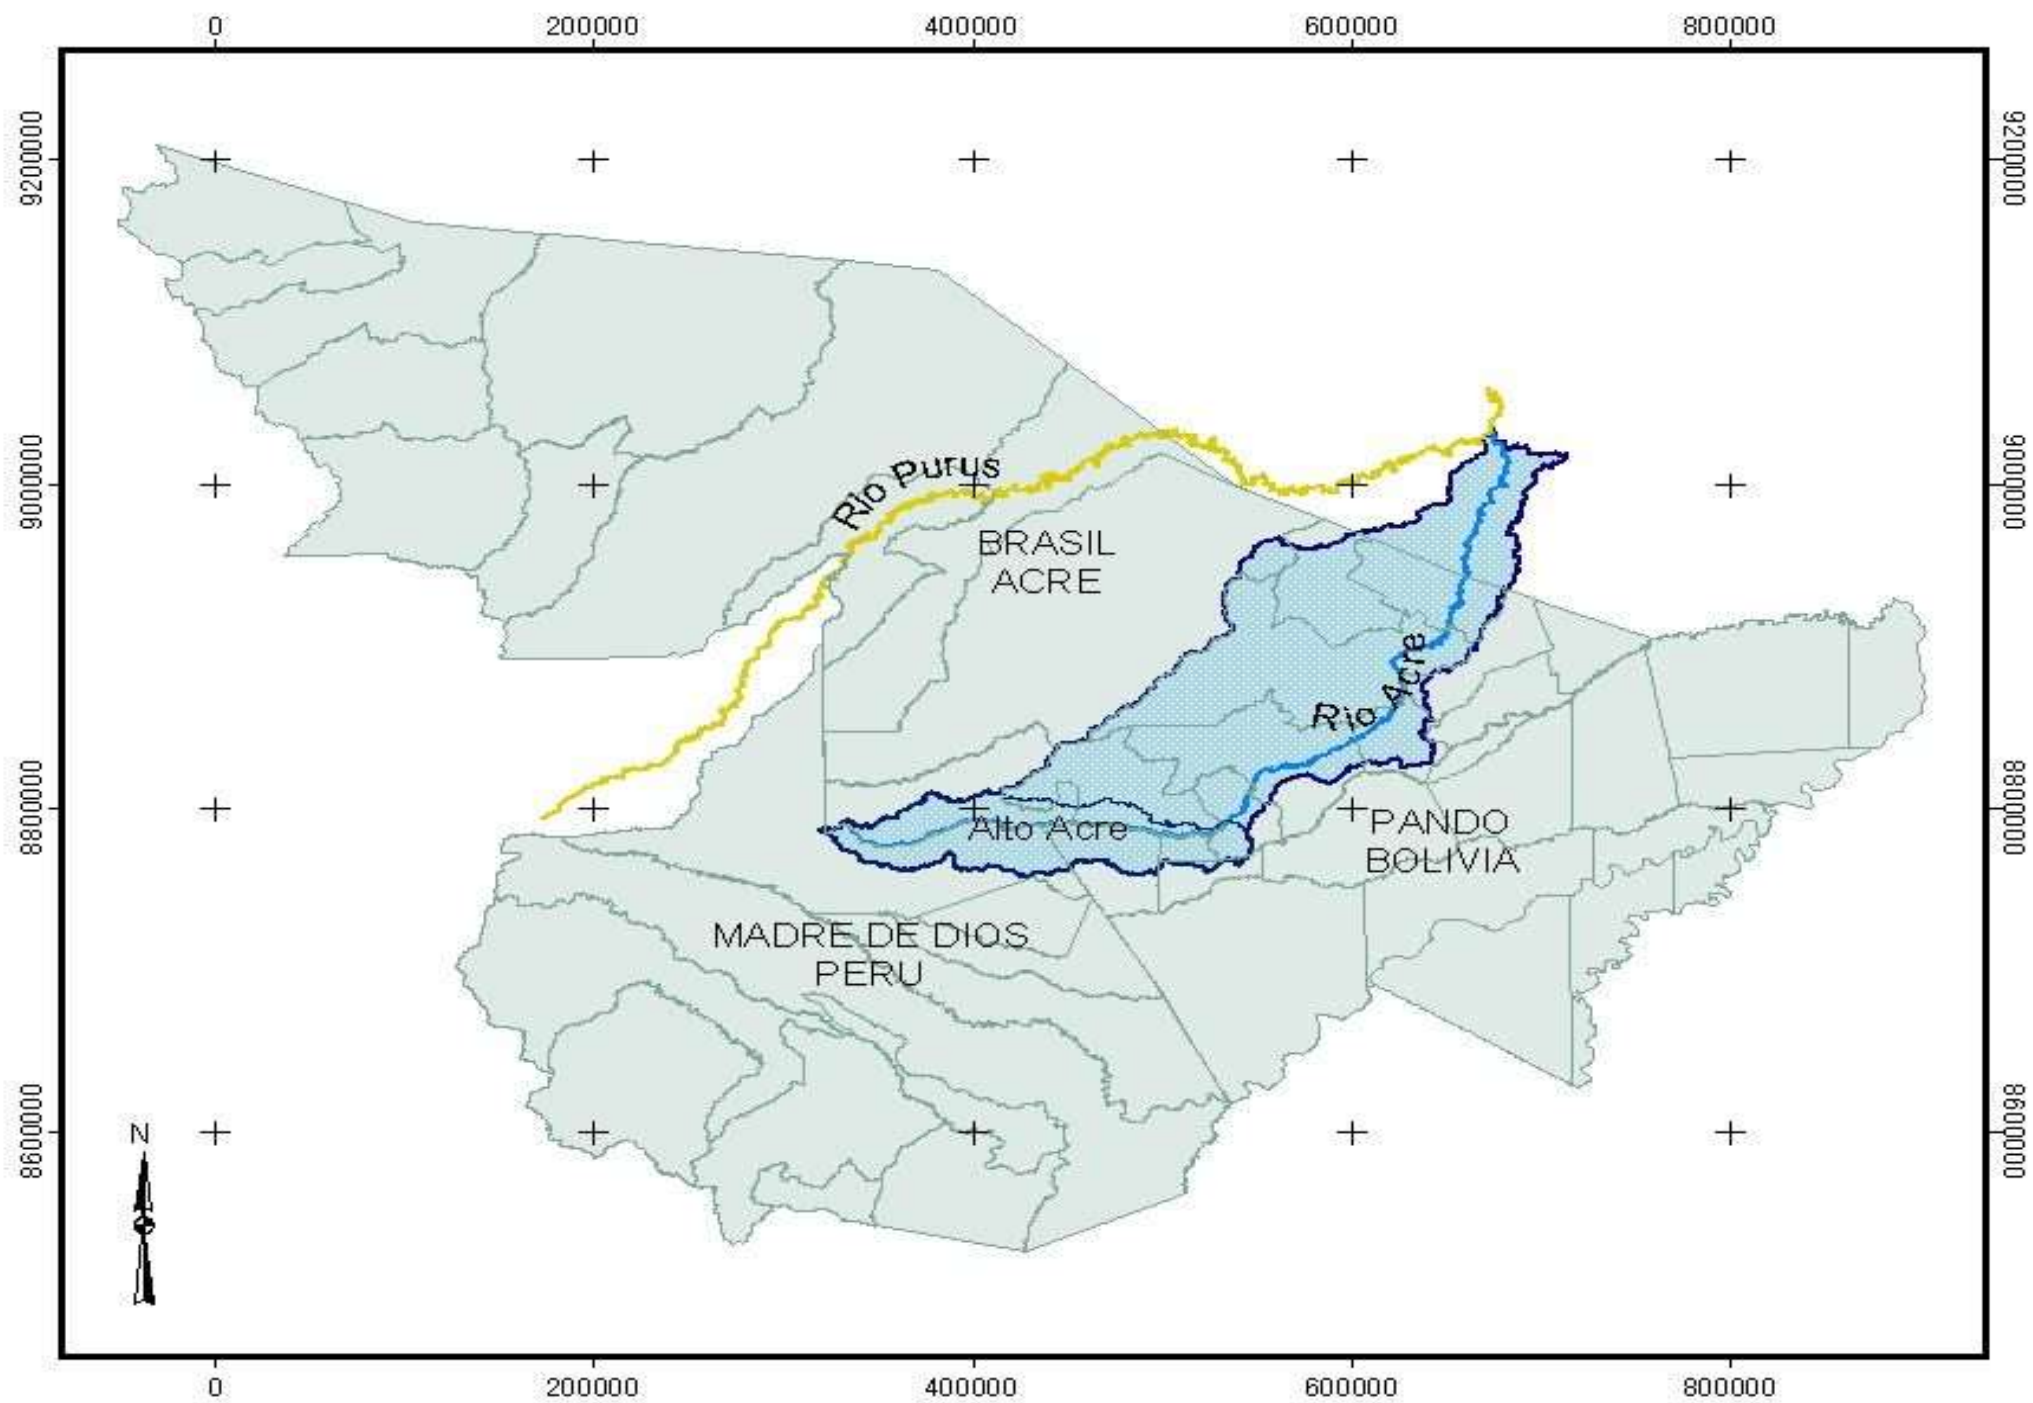 0 200000 400000 600000 800000
9200000 9200000
9000000 9000000
Rio Purus
BRASIL
ACRE
Rio Acre
8800000 8800000
Alto Acre
PANDO
BOLIVIA
MADRE DE DIOS
PERU
8600000 8600000
N
0 200000 400000 600000 800000